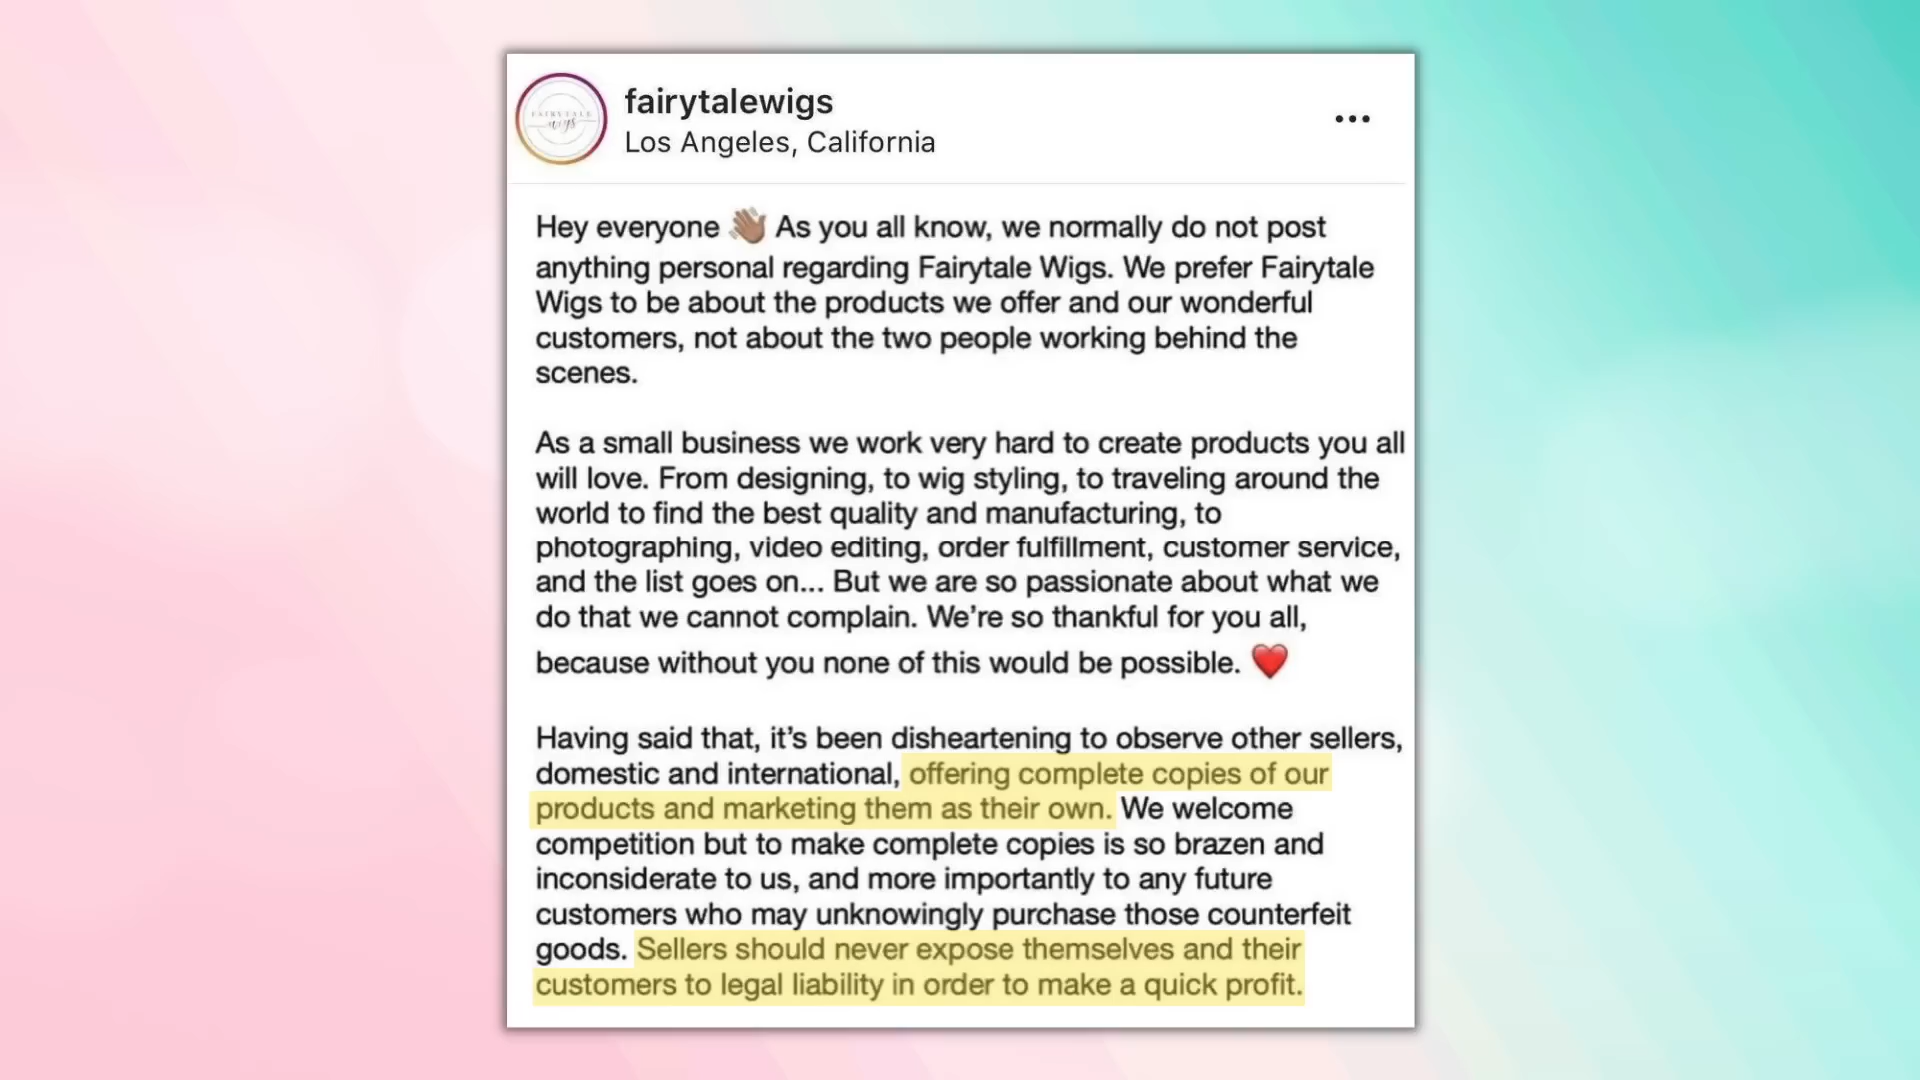 FAIRYTALE
wigs
fairytalewigs
Los Angeles, California
Hey everyone 👋🏽 As you all know, we normally do not post
anything personal regarding Fairytale Wigs. We prefer Fairytale
Wigs to be about the products we offer and our wonderful
customers, not about the two people working behind the
scenes.
As a small business we work very hard to create products you all
will love. From designing, to wig styling, to traveling around the
world to find the best quality and manufacturing, to
photographing, video editing, order fulfillment, customer service,
and the list goes on... But we are so passionate about what we
do that we cannot complain. We’re so thankful for you all,
because without you none of this would be possible. ❤️
Having said that, it’s been disheartening to observe other sellers,
domestic and international, offering complete copies of our
products and marketing them as their own. We welcome
competition but to make complete copies is so brazen and
inconsiderate to us, and more importantly to any future
customers who may unknowingly purchase those counterfeit
goods. Sellers should never expose themselves and their
customers to legal liability in order to make a quick profit.